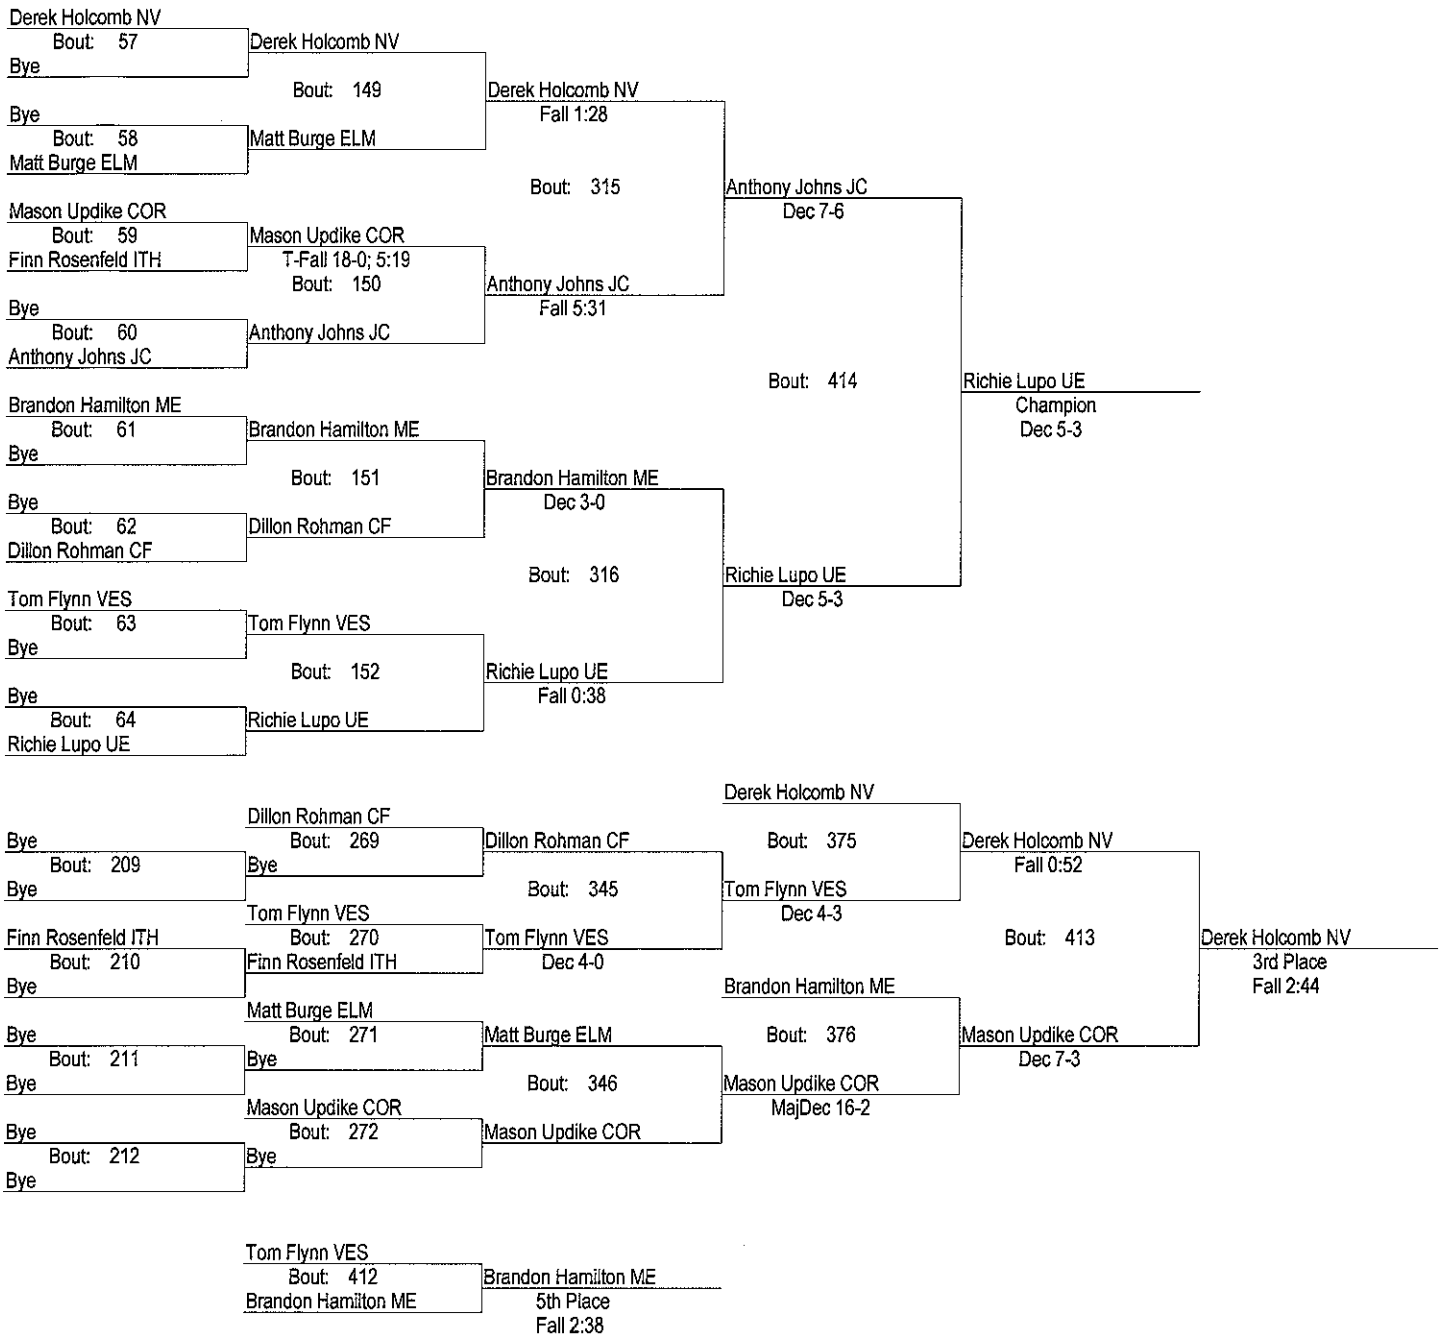 Derek Holcomb NV
Bout: 57
Derek Holcomb NV
Bye
Bout: 149
Derek Holcomb NV
Bye
Fall 1:28
Bout: 58
Matt Burge ELM
Matt Burge ELM
Bout: 315
Anthony Johns JC
Dec 7-6
Mason Updike COR
Bout: 59
Mason Updike COR
Finn Rosenfeld ITH
T-Fall 18-0; 5:19
Bout: 150
Anthony Johns JC
Bye
Fall 5:31
Bout: 60
Anthony Johns JC
Anthony Johns JC
Bout: 414
Richie Lupo UE
Champion
Dec 5-3
Brandon Hamilton ME
Bout: 61
Brandon Hamilton ME
Bye
Bout: 151
Brandon Hamilton ME
Bye
Dec 3-0
Bout: 62
Dillon Rohman CF
Dillon Rohman CF
Bout: 316
Richie Lupo UE
Dec 5-3
Tom Flynn VES
Bout: 63
Tom Flynn VES
Bye
Bout: 152
Richie Lupo UE
Bye
Fall 0:38
Bout: 64
Richie Lupo UE
Richie Lupo UE
Derek Holcomb NV
Dillon Rohman CF
Bye
Bout: 269
Dillon Rohman CF
Bout: 375
Derek Holcomb NV
Bout: 209
Bye
Fall 0:52
Bye
Bout: 345
Tom Flynn VES
Tom Flynn VES
Dec 4-3
Finn Rosenfeld ITH
Bout: 270
Tom Flynn VES
Bout: 413
Derek Holcomb NV
Bout: 210
Finn Rosenfeld ITH
Dec 4-0
3rd Place
Bye
Brandon Hamilton ME
Fall 2:44
Matt Burge ELM
Bye
Bout: 271
Matt Burge ELM
Bout: 376
Mason Updike COR
Bout: 211
Bye
Dec 7-3
Bye
Bout: 346
Mason Updike COR
Mason Updike COR
MajDec 16-2
Bye
Bout: 272
Mason Updike COR
Bout: 212
Bye
Bye
Tom Flynn VES
Bout: 412
Brandon Hamilton ME
Brandon Hamilton ME
5th Place
Fall 2:38